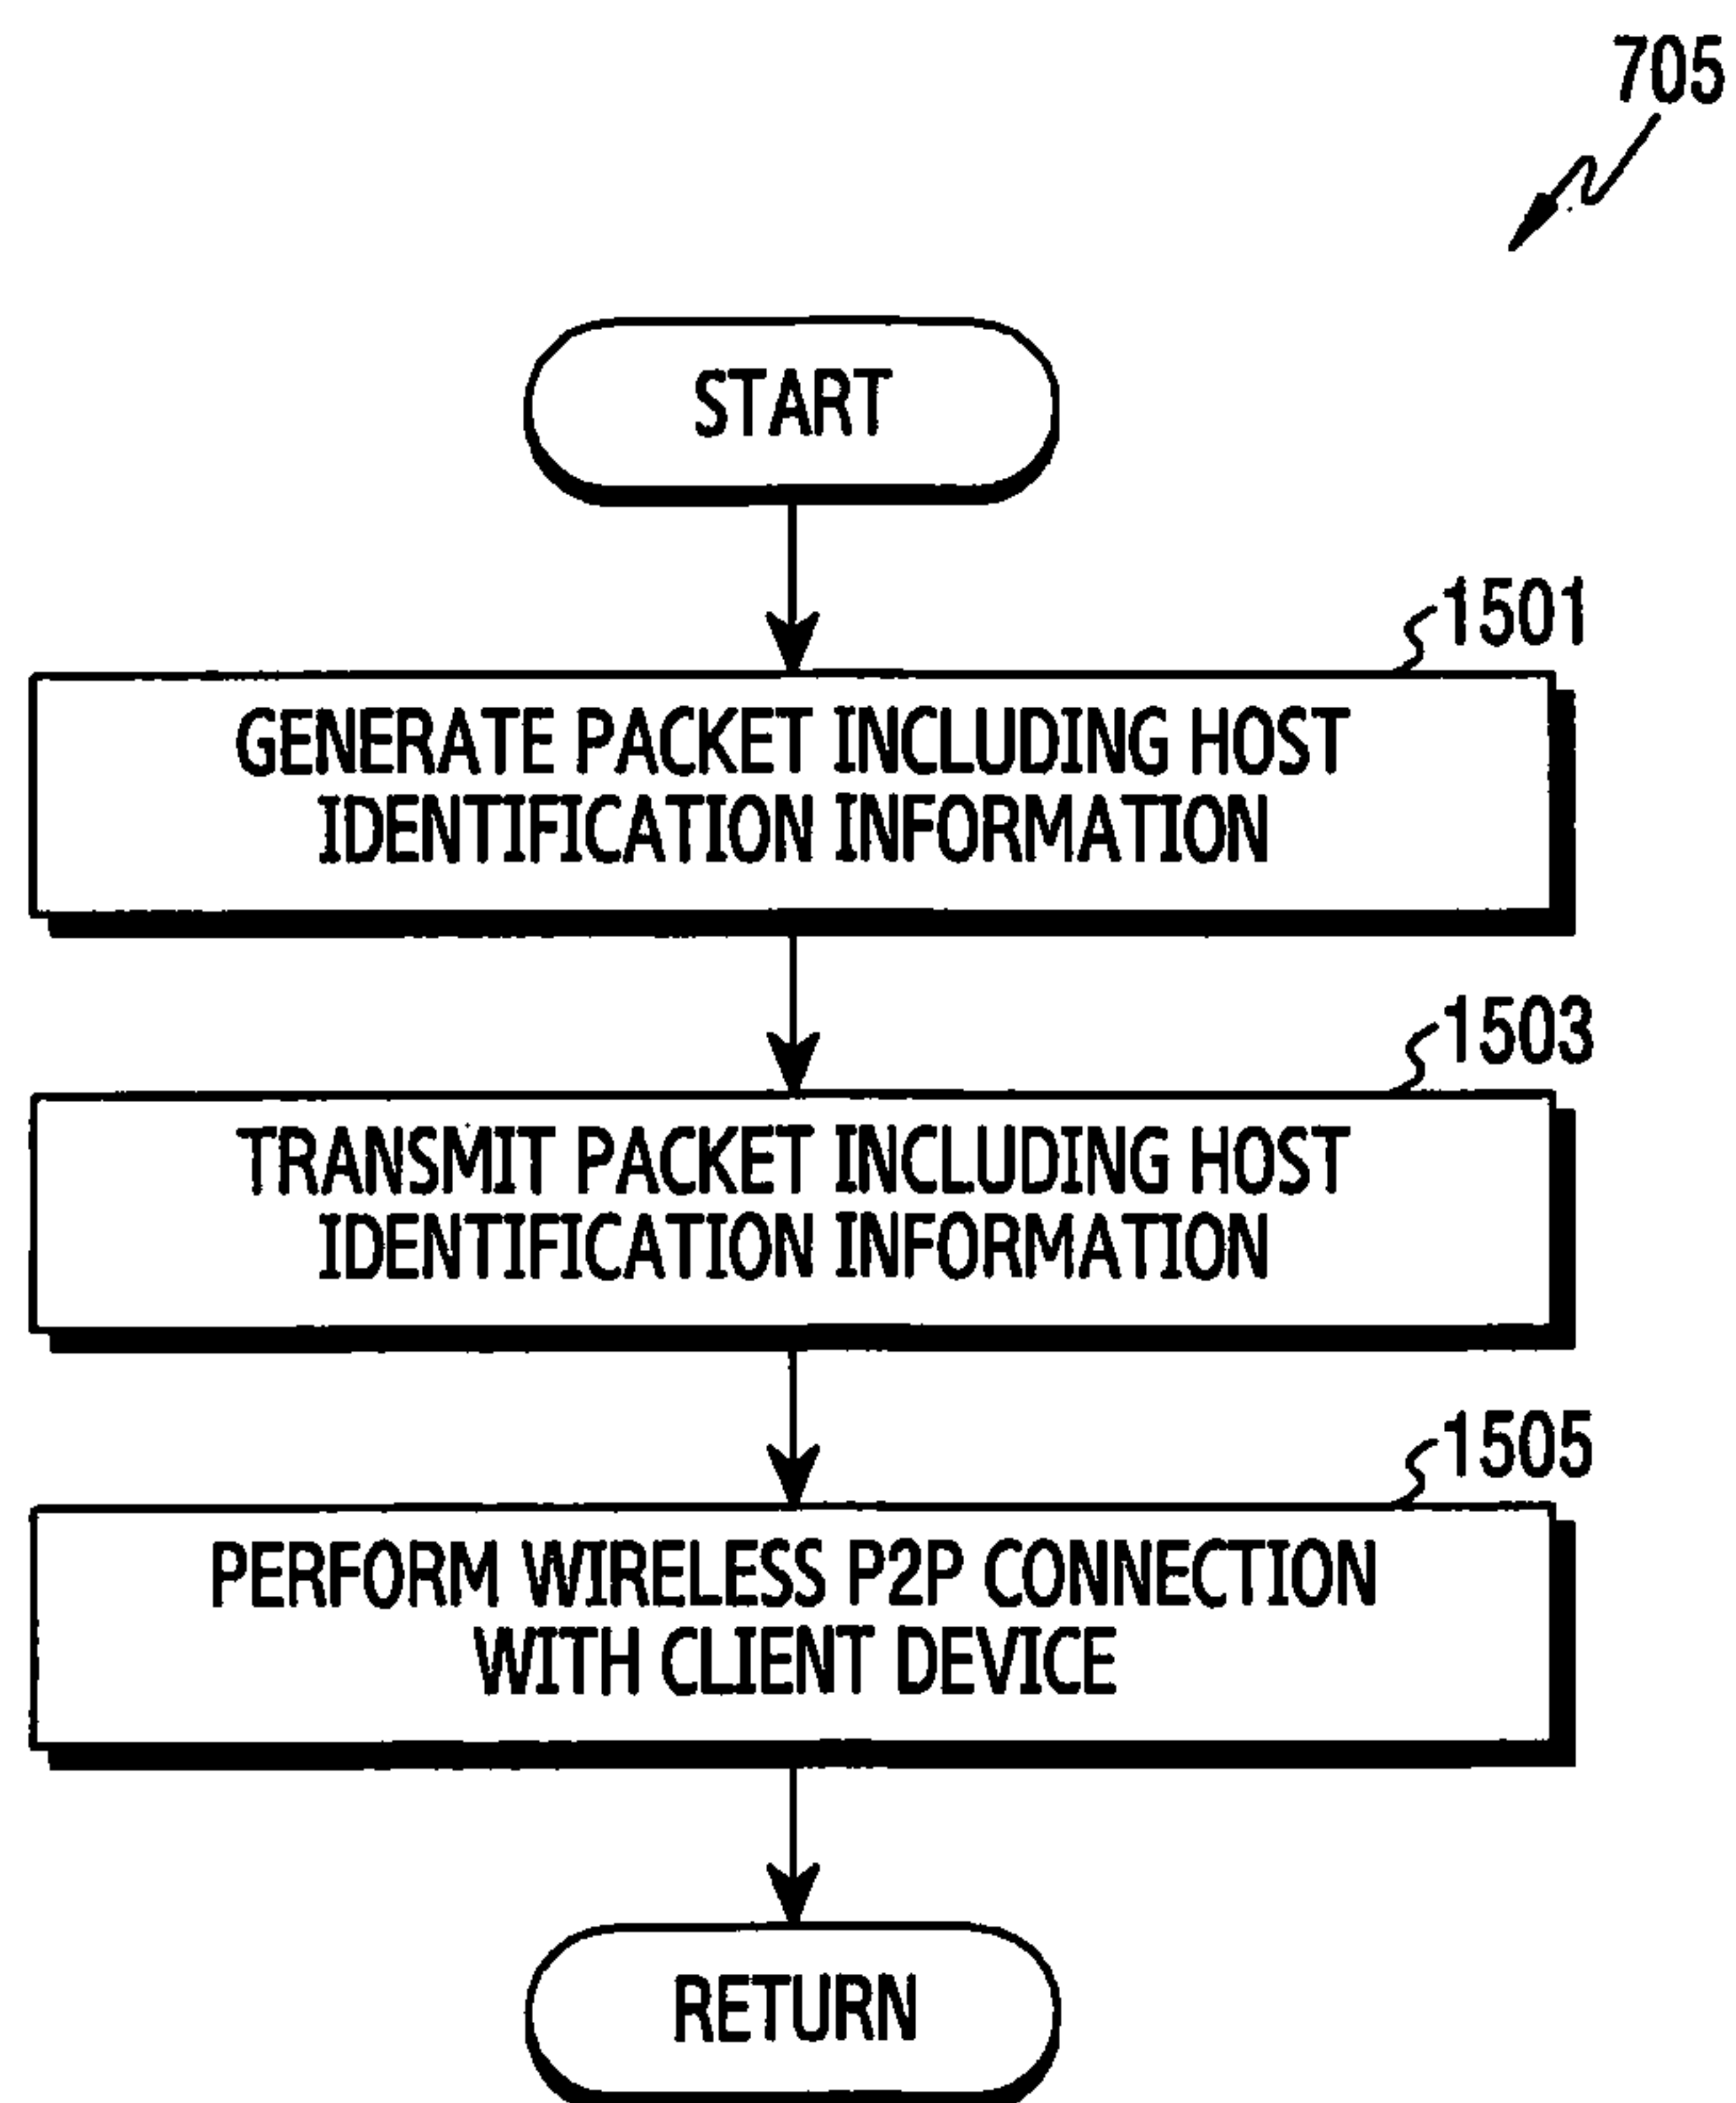 705
START
1501
GENERATE PACKET INCLUDING HOST
IDENTIFICATION INFORMATION
1503
TRANSMIT PACKET INCLUDING HOST
IDENTIFICATION INFORMATION
1505
PERFORM WIRELESS P2P CONNECTION
WITH CLIENT DEVICE
RETURN